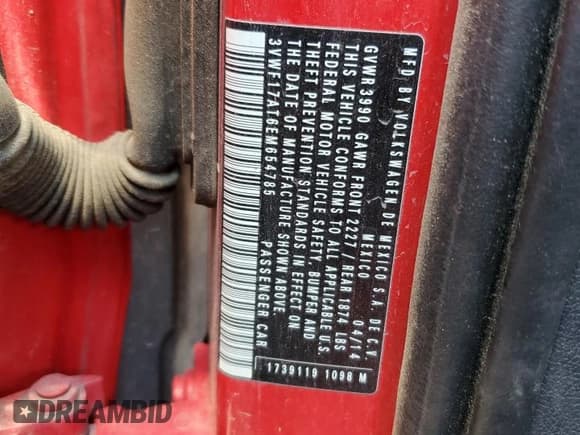 MFD BY VOLKSWAGEN DE MEXICO S.A. DE C.V.
MEXICO 04/14
GVWR 3990 GAWR FRONT 2227/ REAR 1874 LBS
THIS VEHICLE CONFORMS TO ALL APPLICABLE U.S.
FEDERAL MOTOR VEHICLE SAFETY, BUMPER AND
THEFT PREVENTION STANDARDS IN EFFECT ON
THE DATE OF MANUFACTURE SHOWN ABOVE.
3VWF17AT6EM654785 PASSENGER CAR
1739119 1098 M
DREAMBID